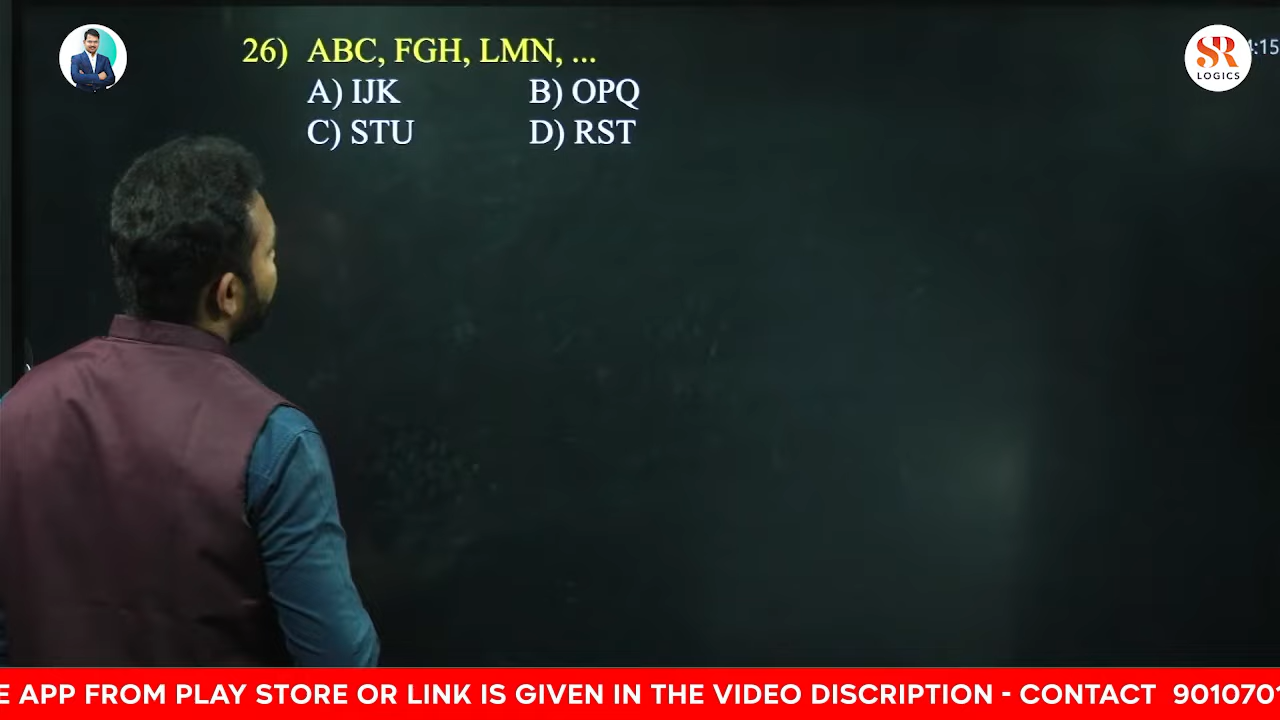 26) ABC, FGH, LMN, ...
A) IJK B) OPQ
C) STU D) RST
SR
LOGICS
:15
E APP FROM PLAY STORE OR LINK IS GIVEN IN THE VIDEO DISCRIPTION - CONTACT 9010701